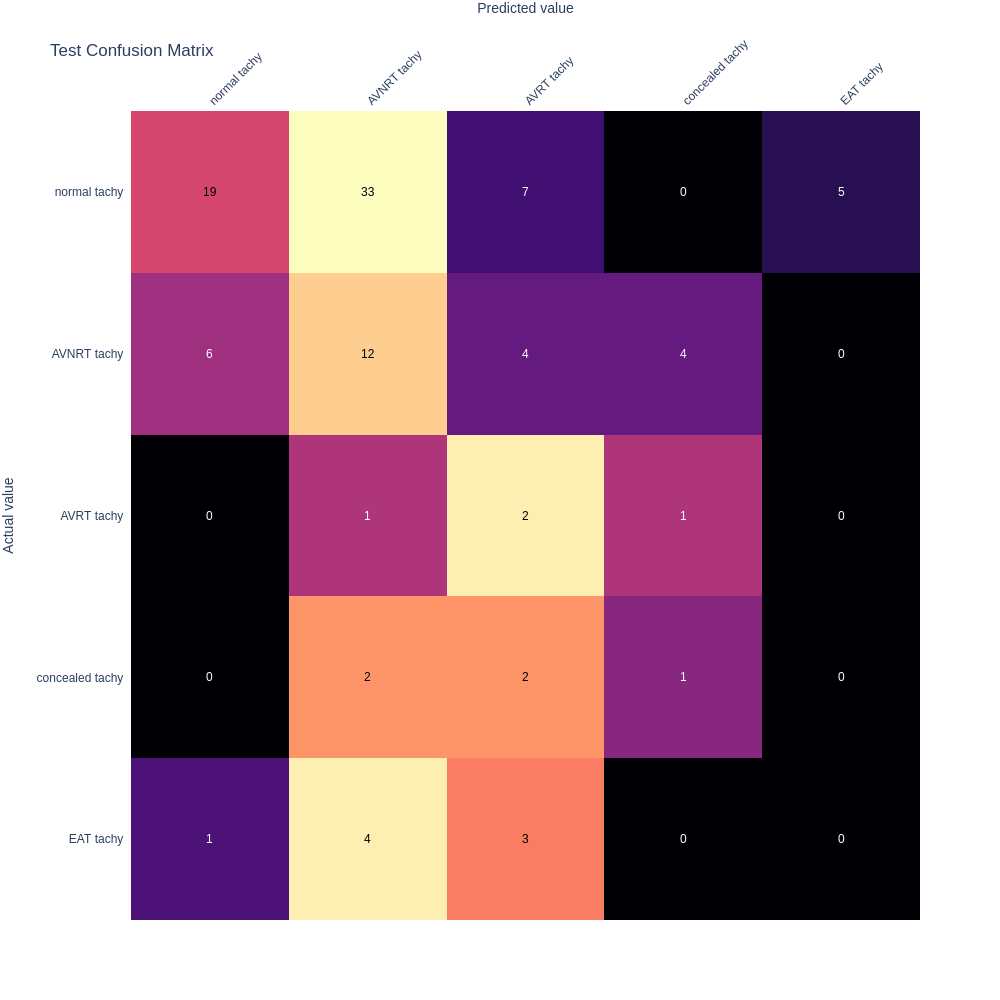 Predicted value
Test Confusion Matrix
normal tachy AVNRT tachy AVRT tachy concealed tachy EAT tachy
normal tachy 19 33 7 0 5
AVNRT tachy 6 12 4 4 0
Actual value
AVRT tachy 0 1 2 1 0
concealed tachy 0 2 2 1 0
EAT tachy 1 4 3 0 0